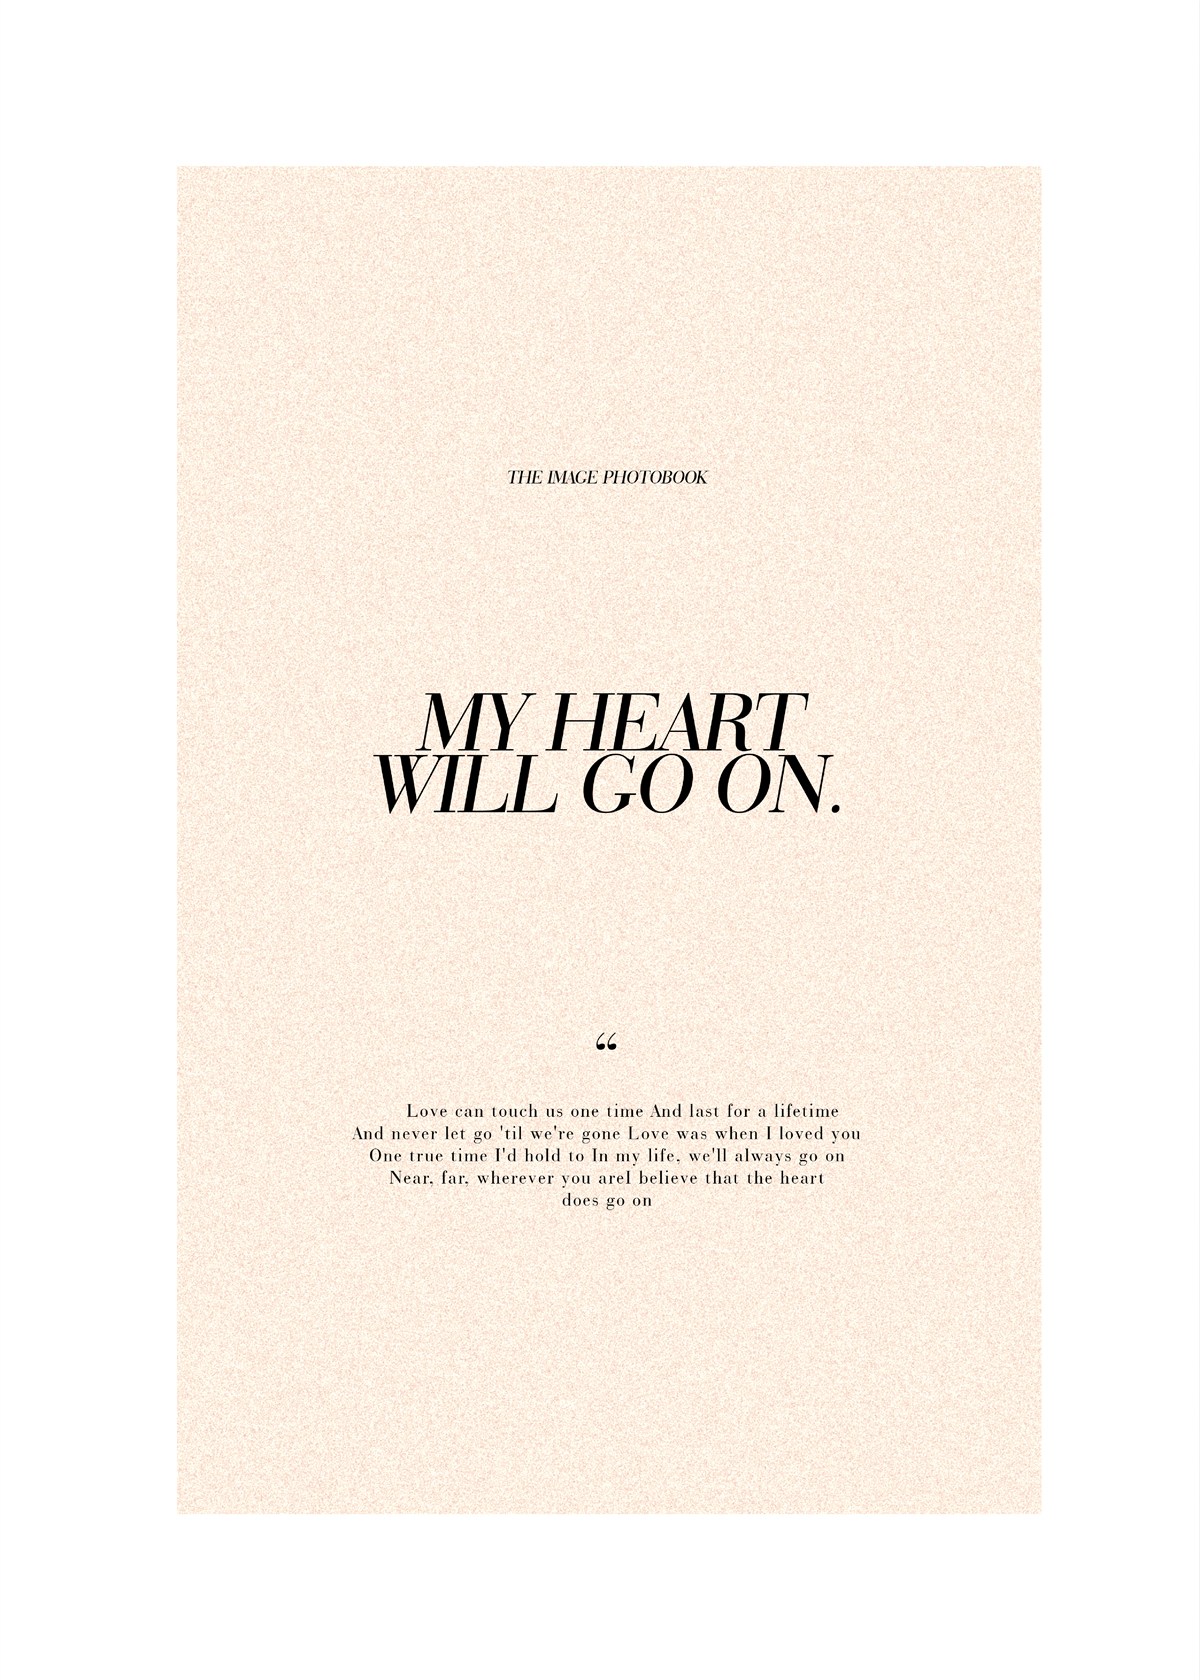 THE IMAGE PHOTOBOOK
MY HEART
WILL GO ON.
“
Love can touch us one time And last for a lifetime
And never let go 'til we're gone Love was when I loved you
One true time I'd hold to In my life, we'll always go on
Near, far, wherever you areI believe that the heart
does go on